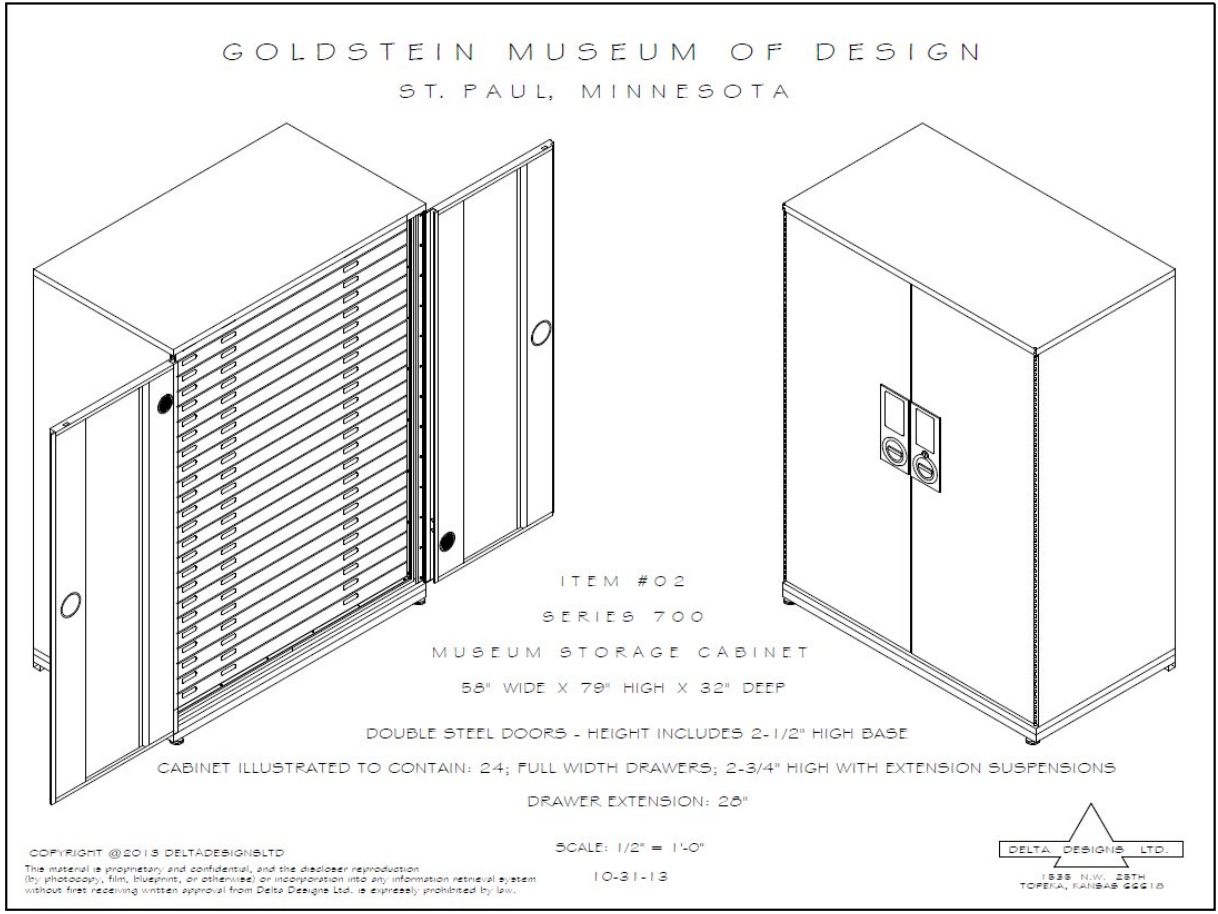 GOLDSTEIN MUSEUM OF DESIGN
ST. PAUL, MINNESOTA
ITEM #02
SERIES 700
MUSEUM STORAGE CABINET
58" WIDE X 79" HIGH X 32" DEEP
DOUBLE STEEL DOORS - HEIGHT INCLUDES 2-1/2" HIGH BASE
CABINET ILLUSTRATED TO CONTAIN: 24; FULL WIDTH DRAWERS; 2-3/4" HIGH WITH EXTENSION SUSPENSIONS
DRAWER EXTENSION: 28"
SCALE: 1/2" = 1'-0"
10-31-13
COPYRIGHT @2013 DELTADESIGNSLTD
This material is proprietary and confidential, and the discloser reproduction
(by photocopy, film, blueprint, or otherwise) or incorporation into any information retrieval system
without first receiving written approval from Delta Designs Ltd. is expressly prohibited by law.
DELTA DESIGNS LTD.
1535 N.W. 25TH
TOPEKA, KANSAS 66618